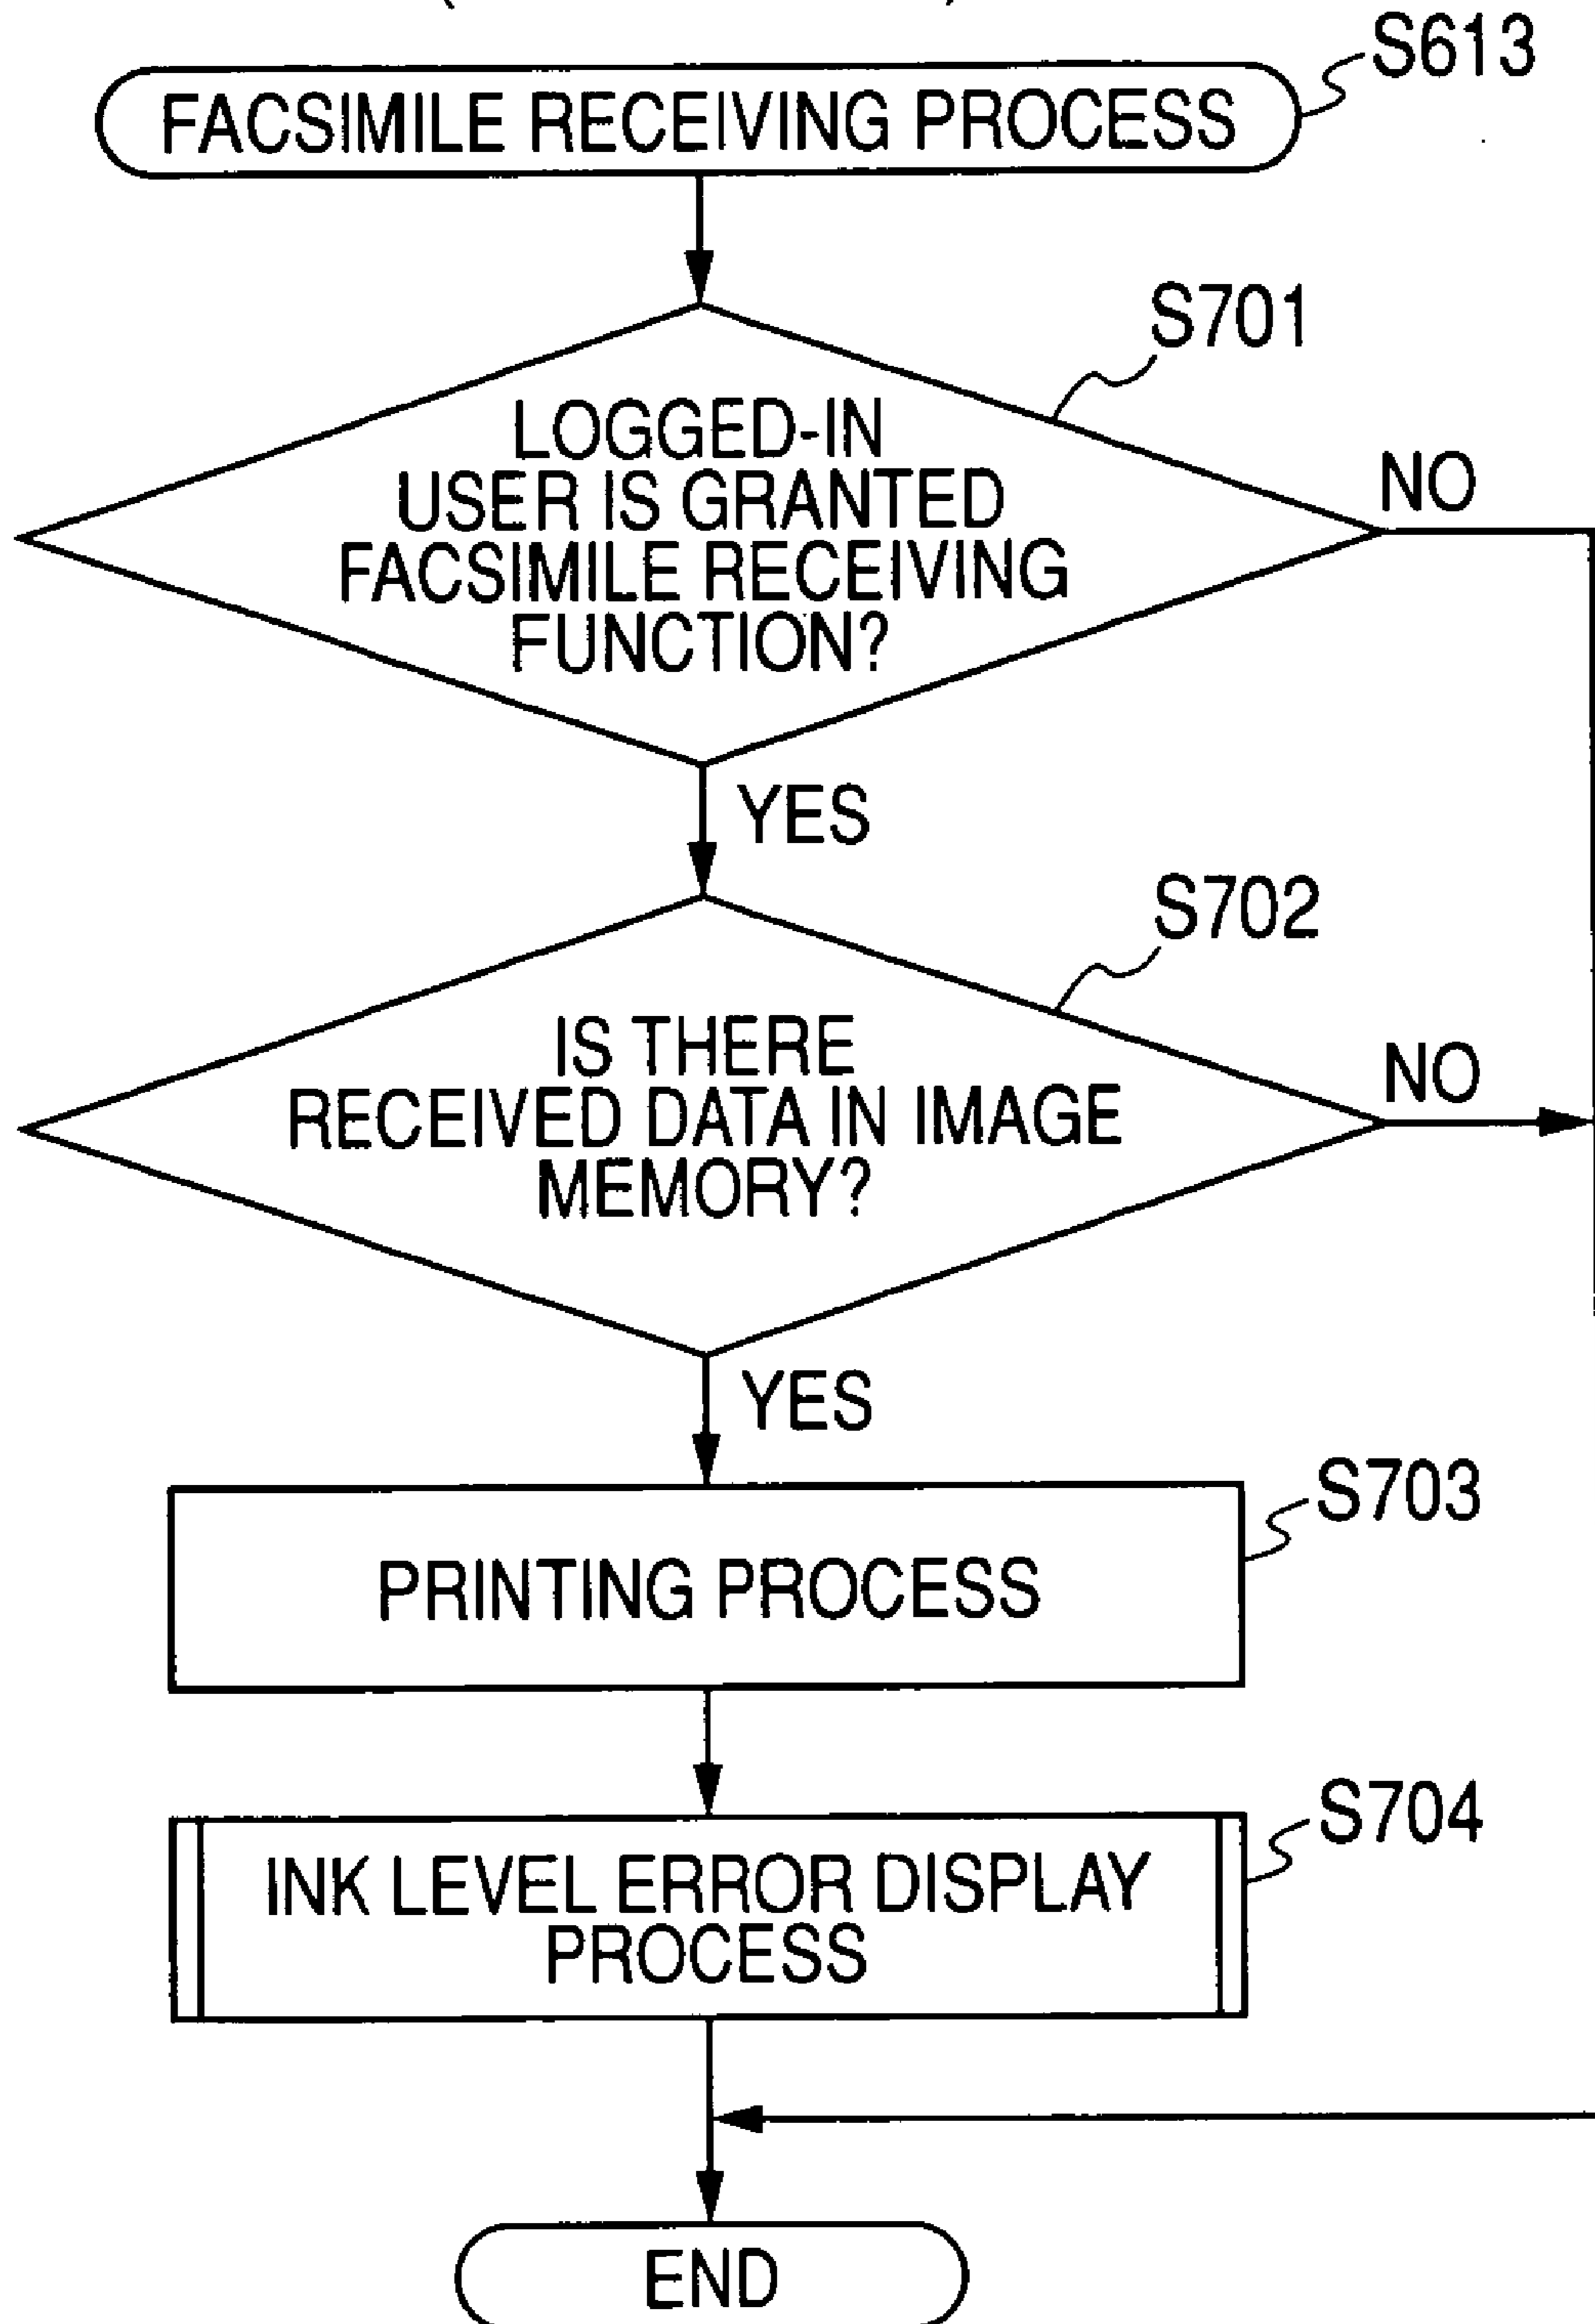 S613
FACSIMILE RECEIVING PROCESS
S701
LOGGED-IN
USER IS GRANTED
FACSIMILE RECEIVING
FUNCTION?
NO
YES
S702
IS THERE
RECEIVED DATA IN IMAGE
MEMORY?
NO
YES
S703
PRINTING PROCESS
S704
INK LEVEL ERROR DISPLAY
PROCESS
END